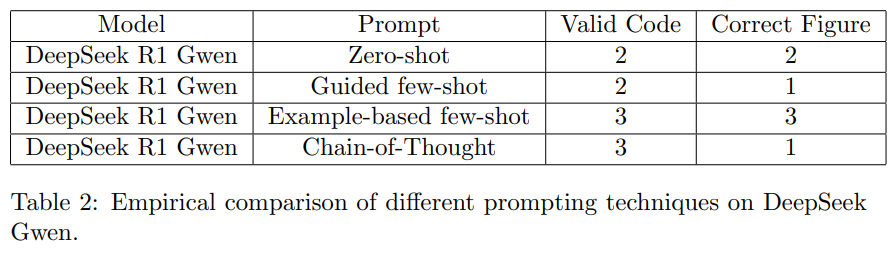 Model Prompt Valid Code Correct Figure
DeepSeek R1 Gwen Zero-shot 2 2
DeepSeek R1 Gwen Guided few-shot 2 1
DeepSeek R1 Gwen Example-based few-shot 3 3
DeepSeek R1 Gwen Chain-of-Thought 3 1
Table 2: Empirical comparison of different prompting techniques on DeepSeek
Gwen.